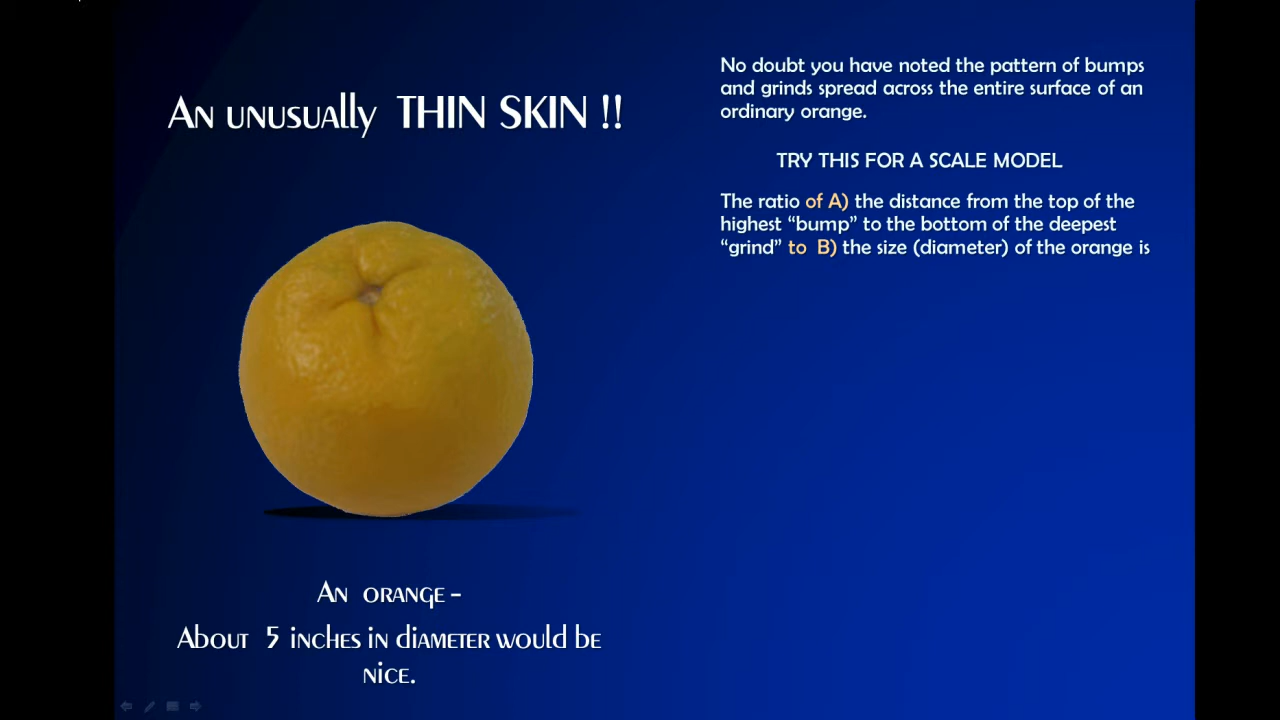 An unusually THIN SKIN !!
An orange –
About 5 inches in diameter would be
nice.
No doubt you have noted the pattern of bumps
and grinds spread across the entire surface of an
ordinary orange.
TRY THIS FOR A SCALE MODEL
The ratio of A) the distance from the top of the
highest “bump” to the bottom of the deepest
“grind” to B) the size (diameter) of the orange is